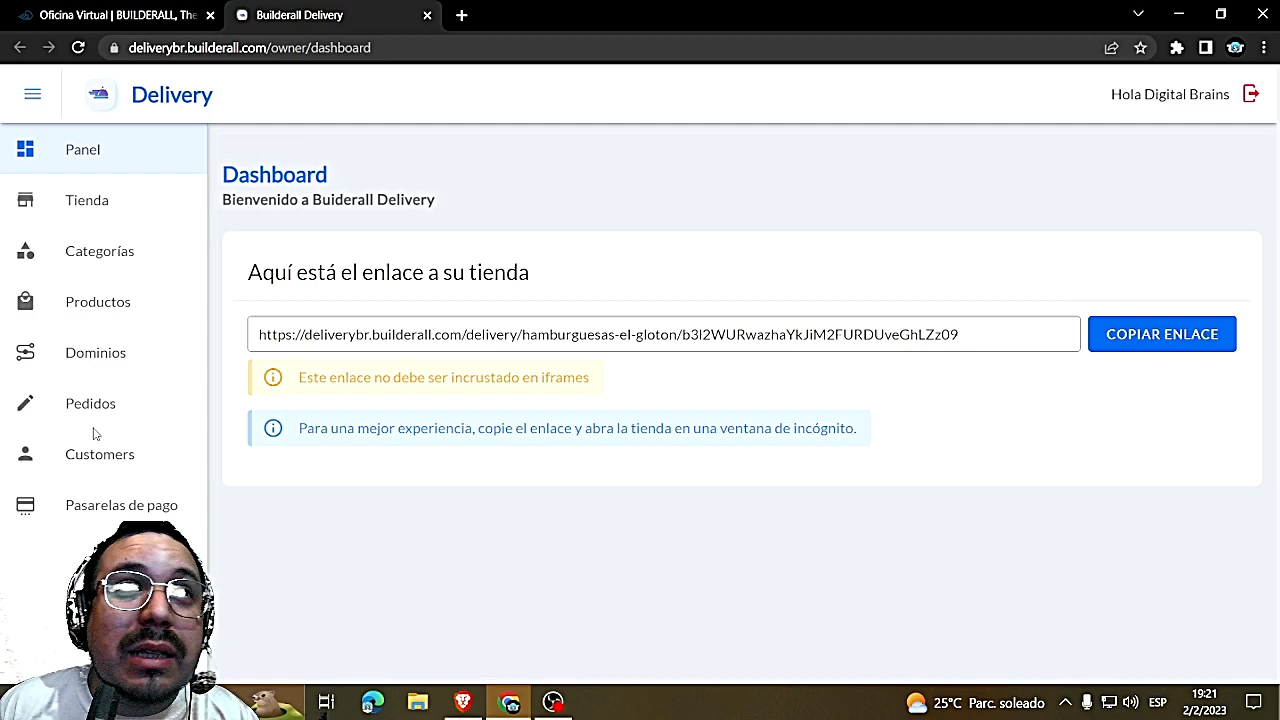 Oficina Virtual | BUILDERALL, The
Builderall Delivery
deliverybr.builderall.com/owner/dashboard
Delivery
Hola Digital Brains
Panel
Tienda
Categorías
Productos
Dominios
Pedidos
Customers
Pasarelas de pago
Dashboard
Bienvenido a Buiderall Delivery
Aquí está el enlace a su tienda
https://deliverybr.builderall.com/delivery/hamburguesas-el-gloton/b3l2WURwazhaYkJiM2FURDUveGhLZz09
COPIAR ENLACE
Este enlace no debe ser incrustado en iframes
Para una mejor experiencia, copie el enlace y abra la tienda en una ventana de incógnito.
25°C Parc. soleado
ESP
19:21
2/2/2023